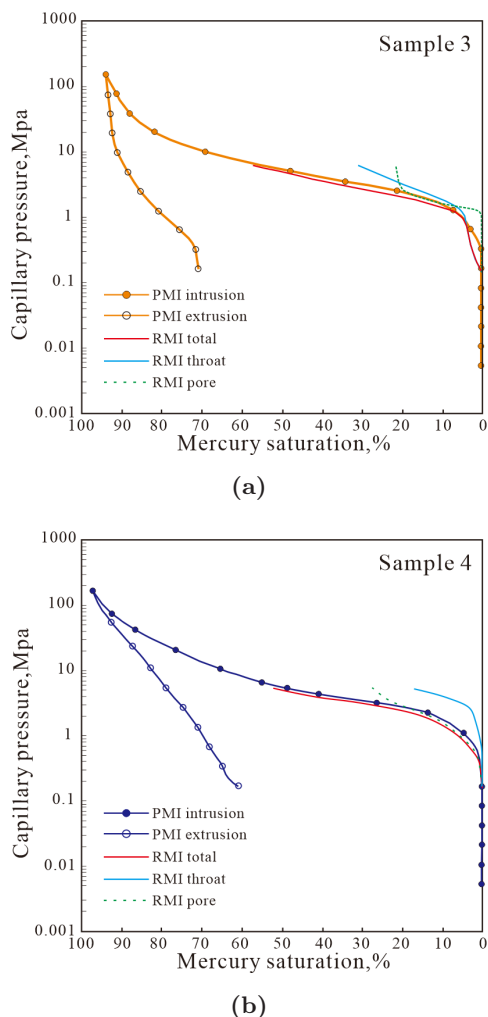 Sample 3
Capillary pressure,Mpa
1000
100
10
1
0.1
0.01
0.001
PMI intrusion
PMI extrusion
RMI total
RMI throat
RMI pore
100 90 80 70 60 50 40 30 20 10 0
Mercury saturation,%
(a)
Sample 4
Capillary pressure,Mpa
1000
100
10
1
0.1
0.01
0.001
PMI intrusion
PMI extrusion
RMI total
RMI throat
RMI pore
100 90 80 70 60 50 40 30 20 10 0
Mercury saturation,%
(b)